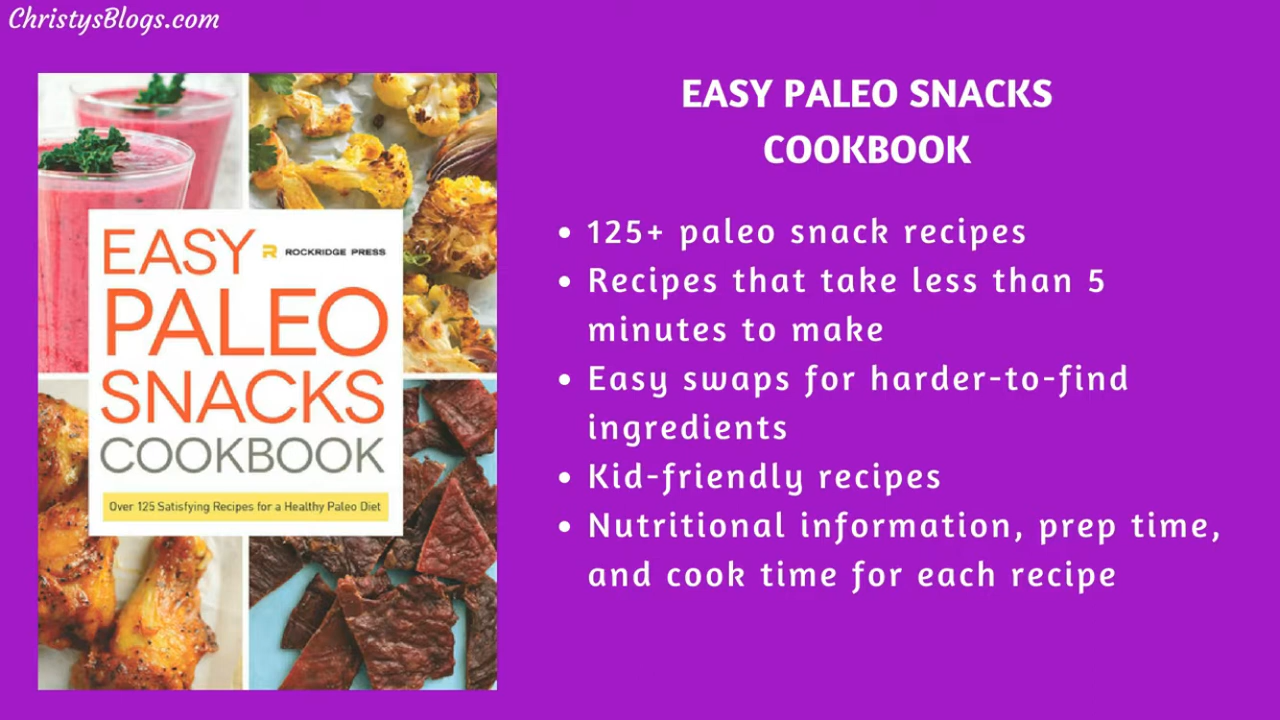 ChristysBlogs.com
EASY
R ROCKRIDGE PRESS
PALEO
SNACKS
COOKBOOK
Over 125 Satisfying Recipes for a Healthy Paleo Diet
EASY PALEO SNACKS
COOKBOOK
• 125+ paleo snack recipes
• Recipes that take less than 5
minutes to make
• Easy swaps for harder-to-find
ingredients
• Kid-friendly recipes
• Nutritional information, prep time,
and cook time for each recipe